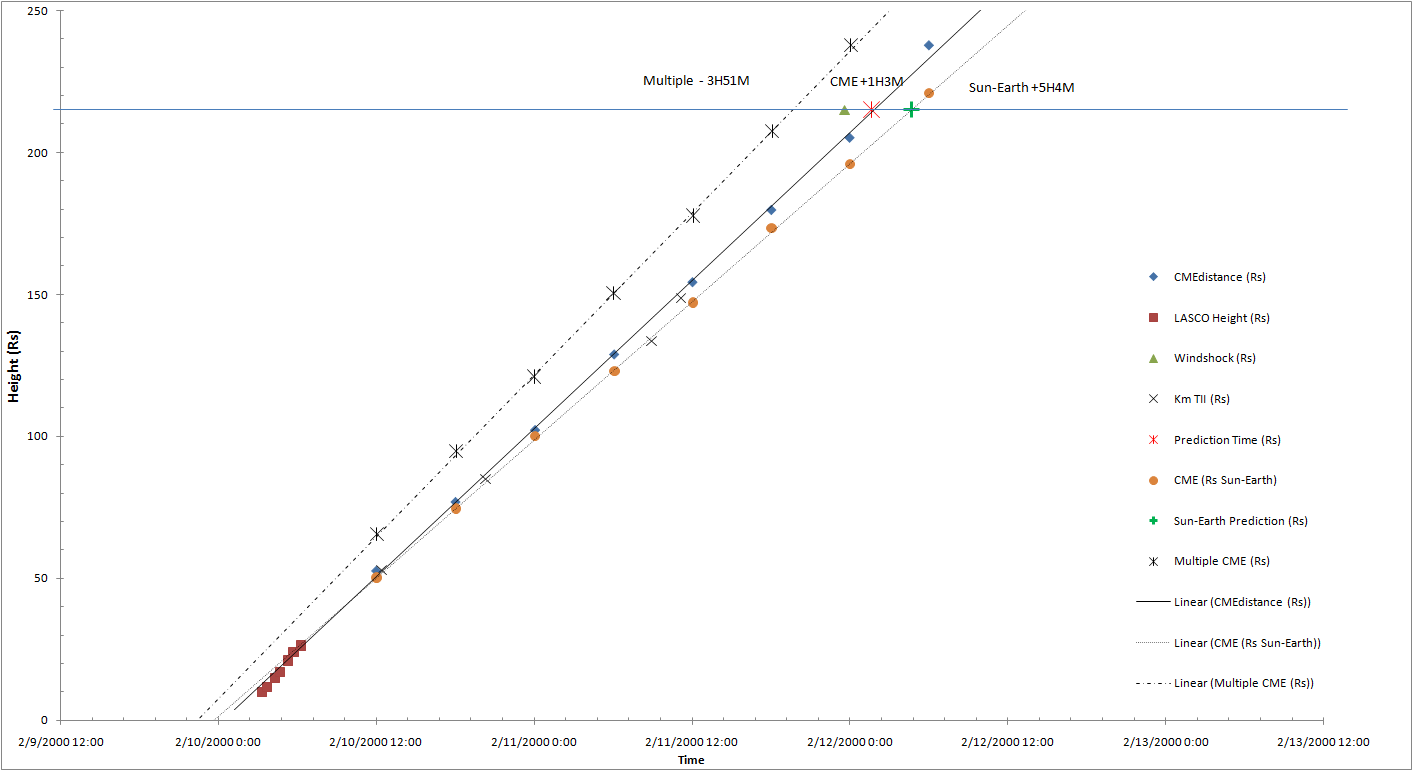 250
Multiple - 3H51M
CME +1H3M
Sun-Earth +5H4M
200
150
100
50
0
Height (Rs)
CMEdistance (Rs)
LASCO Height (Rs)
Windshock (Rs)
Km TII (Rs)
Prediction Time (Rs)
CME (Rs Sun-Earth)
Sun-Earth Prediction (Rs)
Multiple CME (Rs)
Linear (CMEdistance (Rs))
Linear (CME (Rs Sun-Earth))
Linear (Multiple CME (Rs))
2/9/2000 12:00 2/10/2000 0:00 2/10/2000 12:00 2/11/2000 0:00 2/11/2000 12:00 2/12/2000 0:00 2/12/2000 12:00 2/13/2000 0:00 2/13/2000 12:00
Time